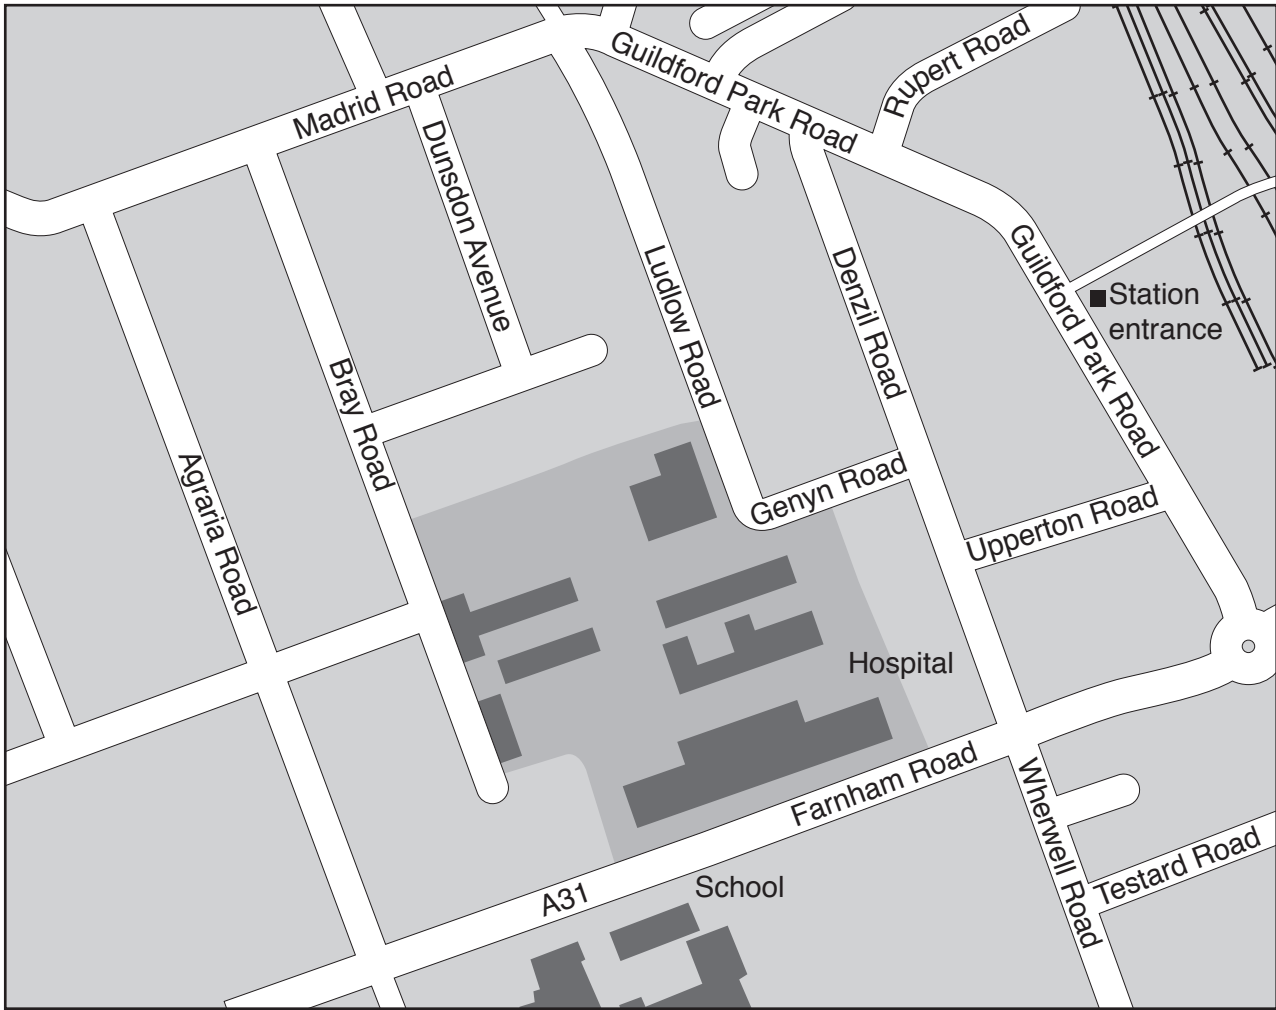 Guildford Park Road
Rupert Road
Madrid Road
Dunsdon Avenue
Ludlow Road
Denzil Road
Guildford Park Road
Station
entrance
Bray Road
Agraria Road
Genyn Road
Upperton Road
Hospital
Farnham Road
Wherwell Road
Testard Road
School
A31